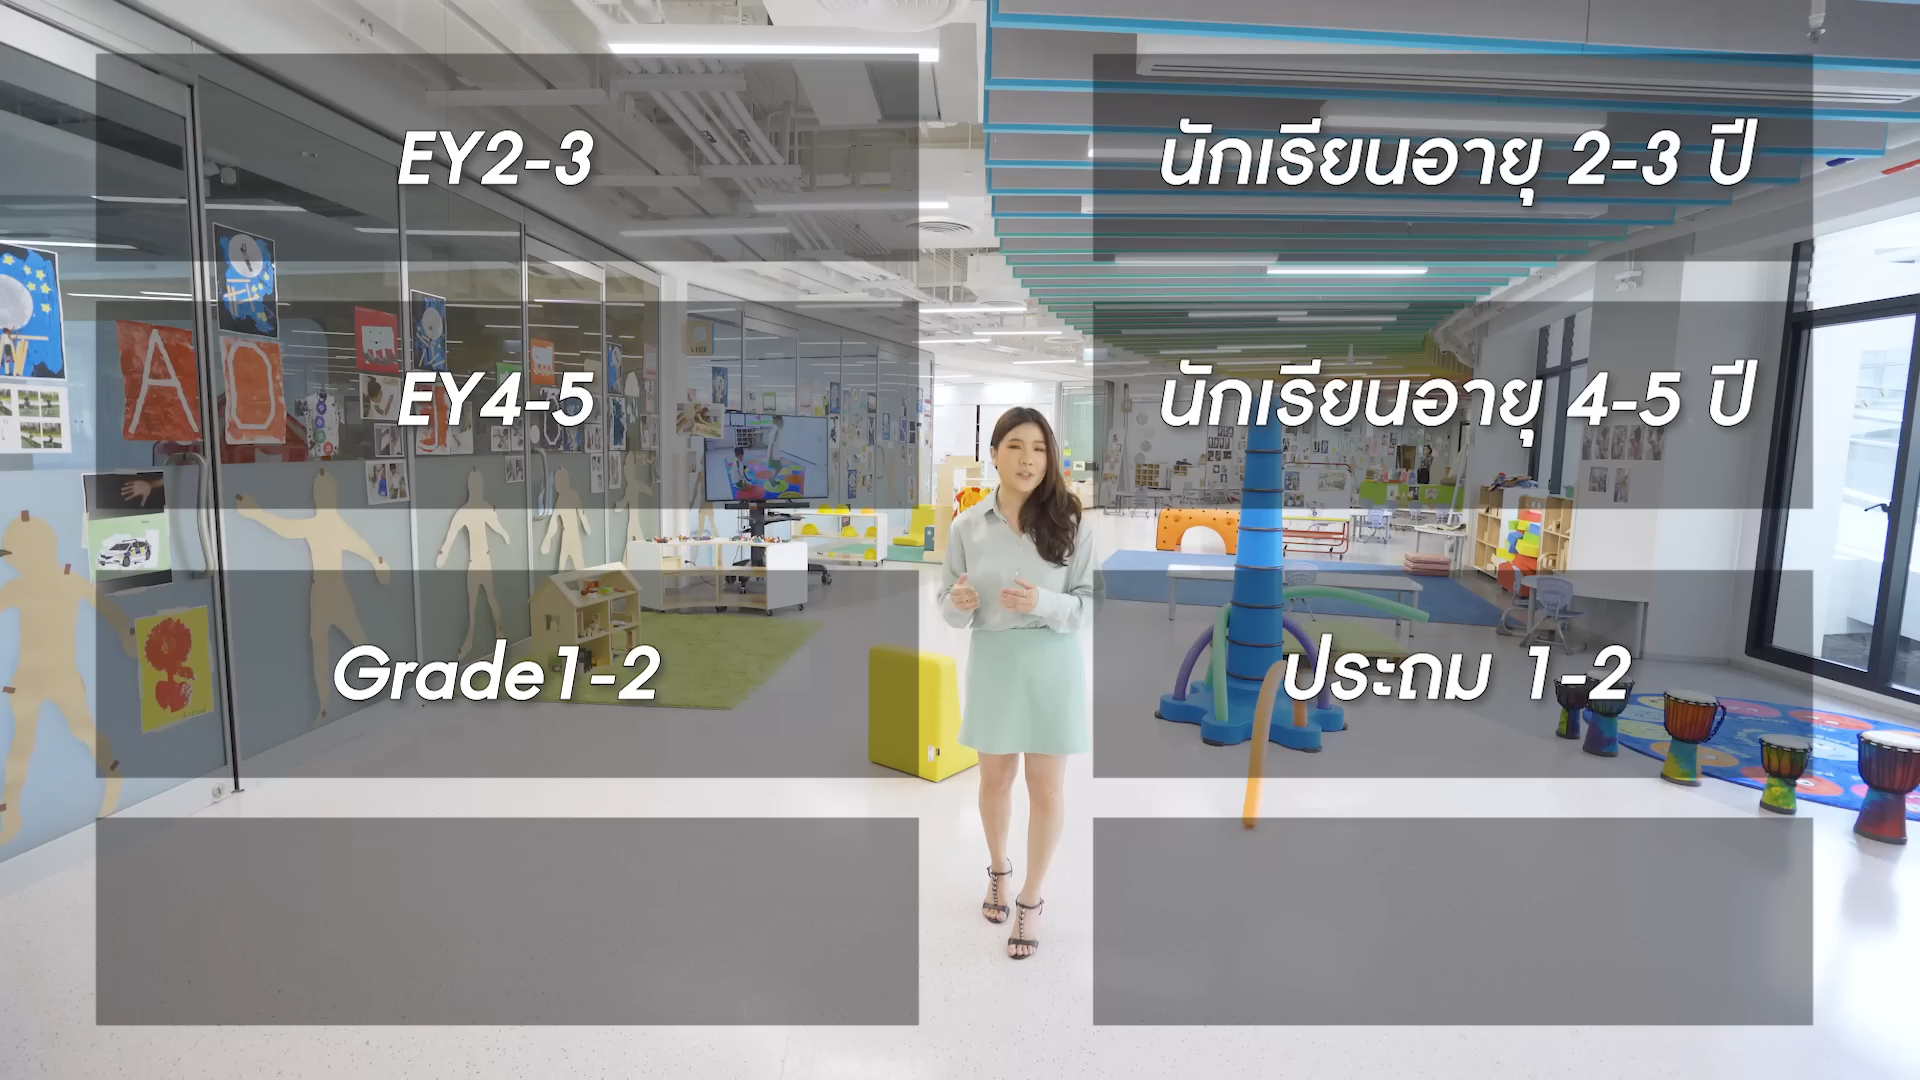 EY2-3
นักเรียนอายุ 2-3 ปี
EY4-5
นักเรียนอายุ 4-5 ปี
Grade1-2
ประถม 1-2
A